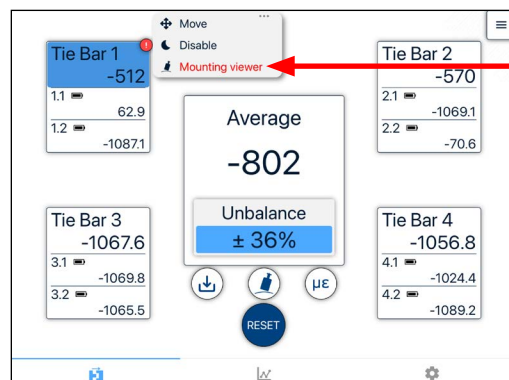 Move
Disable
Mounting viewer
Tie Bar 1
-512
1.1
62.9
1.2
-1087.1
Tie Bar 2
-570
2.1
-1069.1
2.2
-70.6
Average
-802
Unbalance
± 36%
Tie Bar 3
-1067.6
3.1
-1069.8
3.2
-1065.5
Tie Bar 4
-1056.8
4.1
-1024.4
4.2
-1089.2
με
RESET